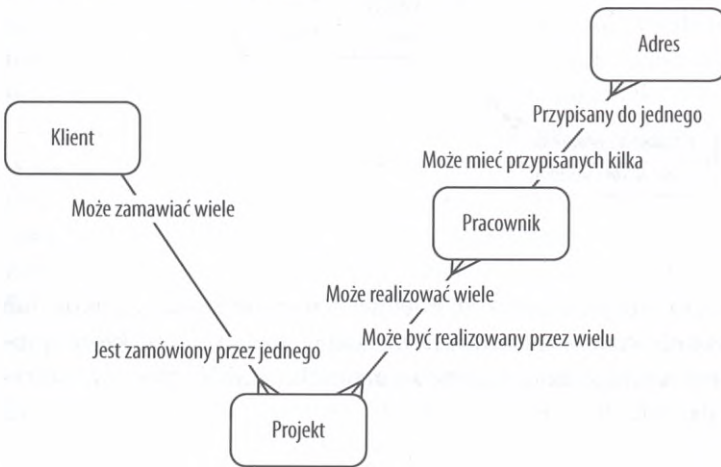 Adres
Przypisany do jednego
Klient
Może mieć przypisanych kilka
Może zamawiać wiele
Pracownik
Może realizować wiele
Może być realizowany przez wielu
Jest zamówiony przez jednego
Projekt